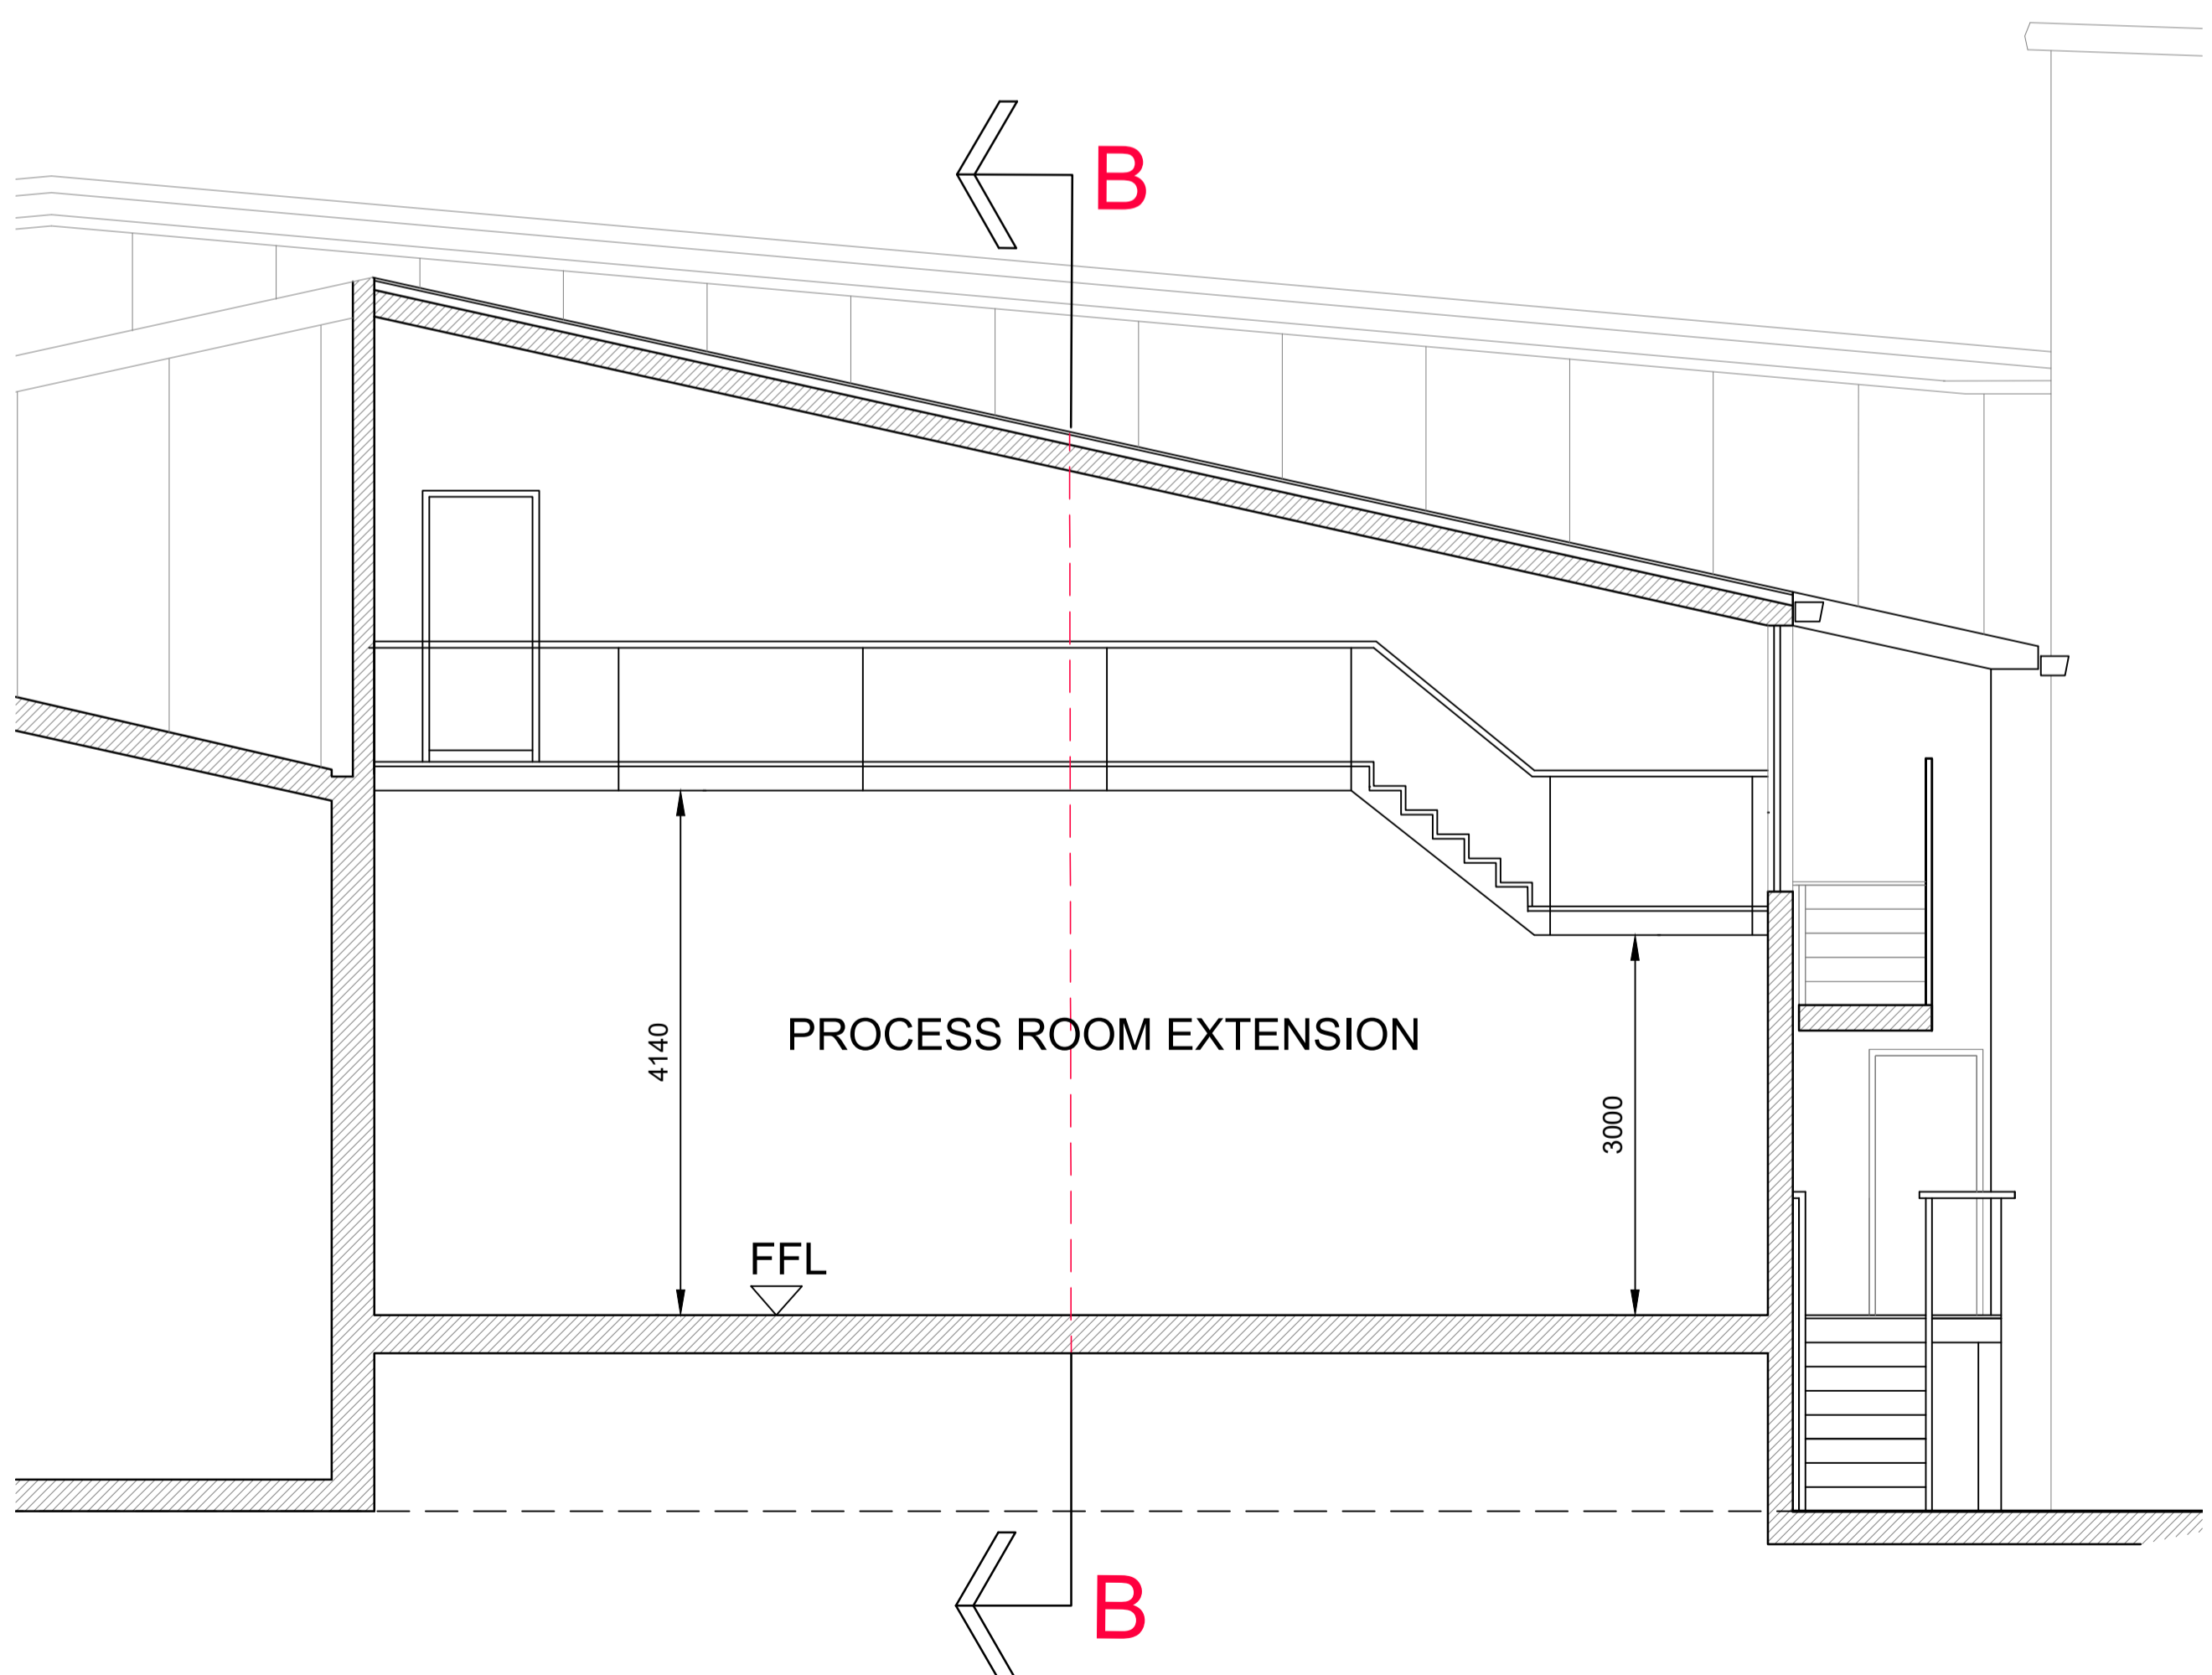 B
PROCESS ROOM EXTENSION
4140
3000
FFL
B